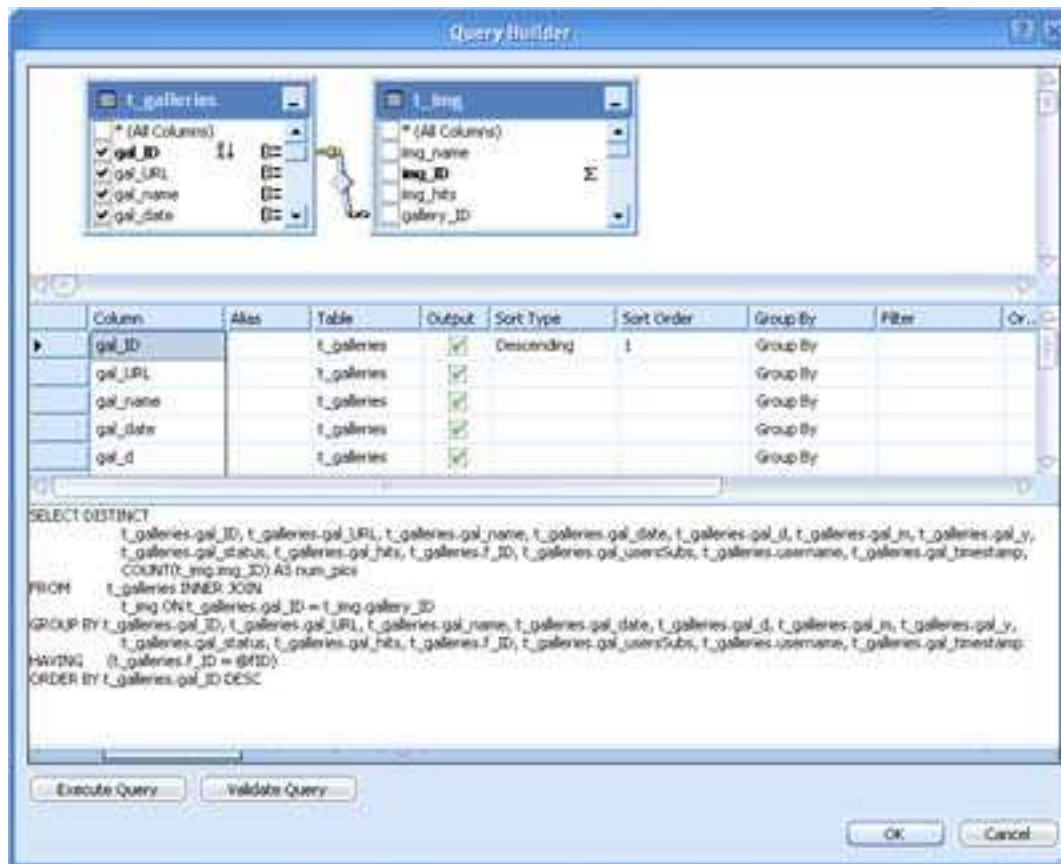 Query Builder
t_galleries
* (All Columns)
gal_ID
gal_URL
gal_name
gal_date
t_img
* (All Columns)
img_name
img_ID
img_hits
gallery_ID
Column Alias Table Output Sort Type Sort Order Group By Filter Or...
gal_ID t_galleries Descending 1 Group By
gal_URL t_galleries Group By
gal_name t_galleries Group By
gal_date t_galleries Group By
gal_d t_galleries Group By
SELECT DISTINCT
t_galleries.gal_ID, t_galleries.gal_URL, t_galleries.gal_name, t_galleries.gal_date, t_galleries.gal_d, t_galleries.gal_m, t_galleries.gal_y,
t_galleries.gal_status, t_galleries.gal_hits, t_galleries.f_ID, t_galleries.gal_usersSubs, t_galleries.username, t_galleries.gal_timestamp,
COUNT(t_img.img_ID) AS num_pics
FROM t_galleries INNER JOIN
t_img ON t_galleries.gal_ID = t_img.gallery_ID
GROUP BY t_galleries.gal_ID, t_galleries.gal_URL, t_galleries.gal_name, t_galleries.gal_date, t_galleries.gal_d, t_galleries.gal_m, t_galleries.gal_y,
t_galleries.gal_status, t_galleries.gal_hits, t_galleries.f_ID, t_galleries.gal_usersSubs, t_galleries.username, t_galleries.gal_timestamp
HAVING (t_galleries.f_ID = @fID)
ORDER BY t_galleries.gal_ID DESC
Execute Query Validate Query
OK Cancel